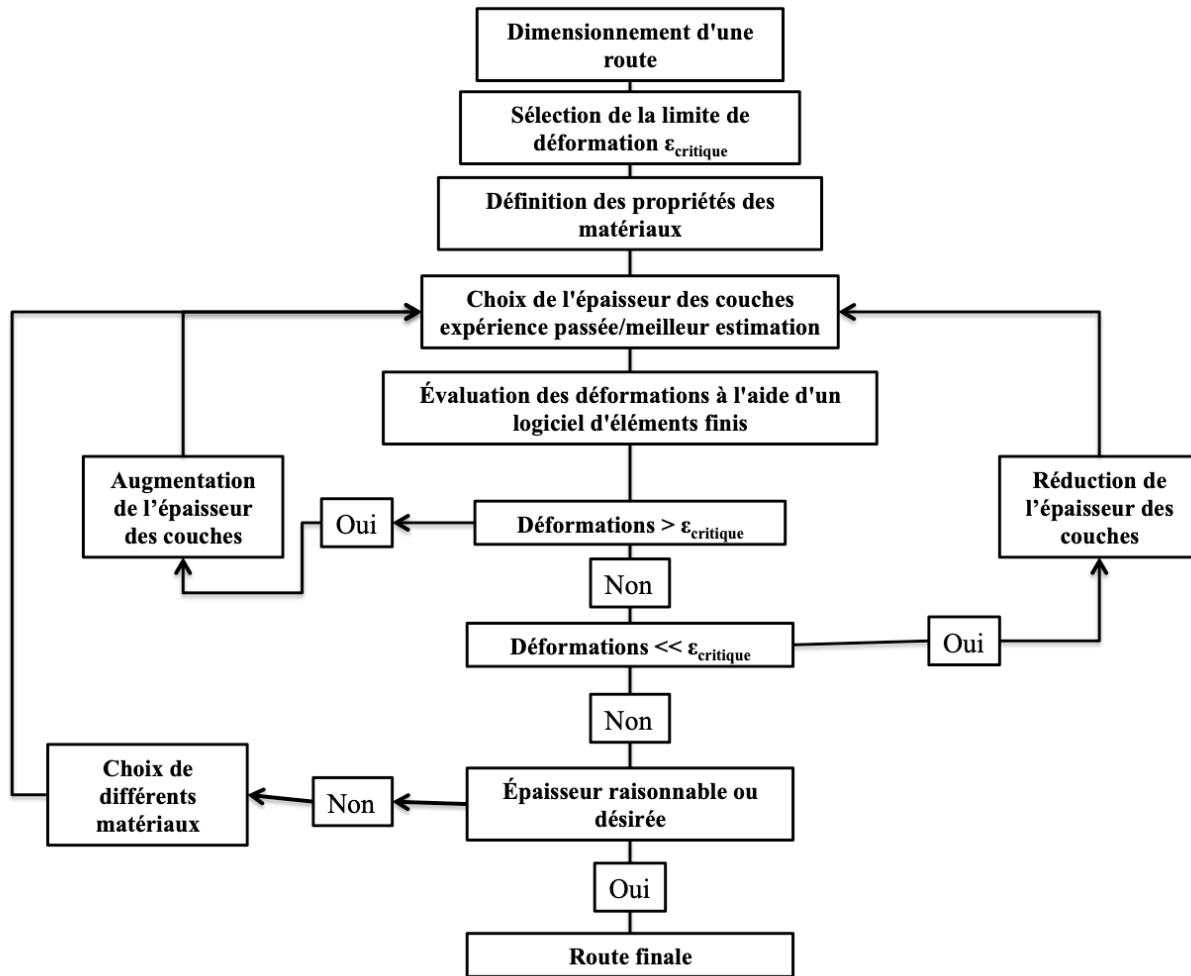 Dimensionnement d'une
route
Sélection de la limite de
déformation εcritique
Définition des propriétés des
matériaux
Choix de l'épaisseur des couches
expérience passée/meilleur estimation
Évaluation des déformations à l'aide d'un
logiciel d'éléments finis
Augmentation
de l’épaisseur
des couches
Oui
Déformations > εcritique
Réduction de
l’épaisseur des
couches
Non
Déformations << εcritique
Oui
Non
Choix de
différents
matériaux
Non
Épaisseur raisonnable ou
désirée
Oui
Route finale